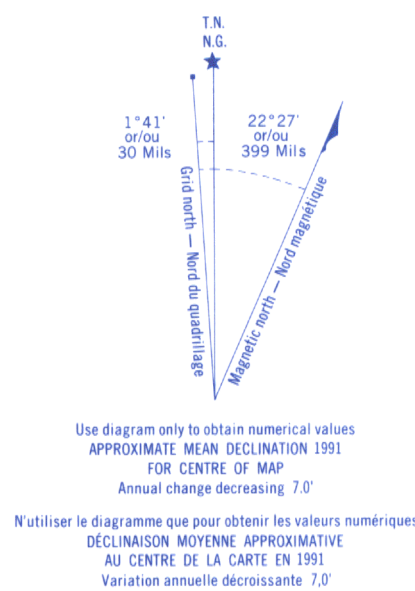 T.N.
N.G.
1°41'
or/ou
30 Mils
22°27'
or/ou
399 Mils
Grid north — Nord du quadrillage
Magnetic north — Nord magnétique
Use diagram only to obtain numerical values
APPROXIMATE MEAN DECLINATION 1991
FOR CENTRE OF MAP
Annual change decreasing 7.0'
N'utiliser le diagramme que pour obtenir les valeurs numériques
DÉCLINAISON MOYENNE APPROXIMATIVE
AU CENTRE DE LA CARTE EN 1991
Variation annuelle décroissante 7,0'